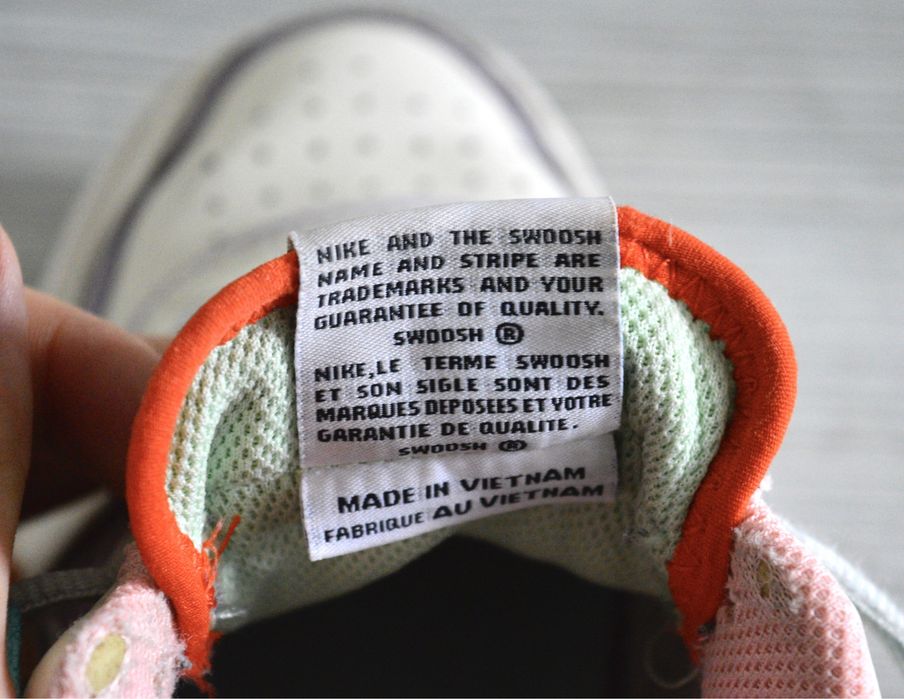 NIKE AND THE SWOOSH
NAME AND STRIPE ARE
TRADEMARKS AND YOUR
GUARANTEE OF QUALITY.
SWOOSH ®
NIKE,LE TERME SWOOSH
ET SON SIGLE SONT DES
MARQUES DEPOSEES ET VOTRE
GARANTIE DE QUALITE.
SWOOSH ®
MADE IN VIETNAM
FABRIQUE AU VIETNAM